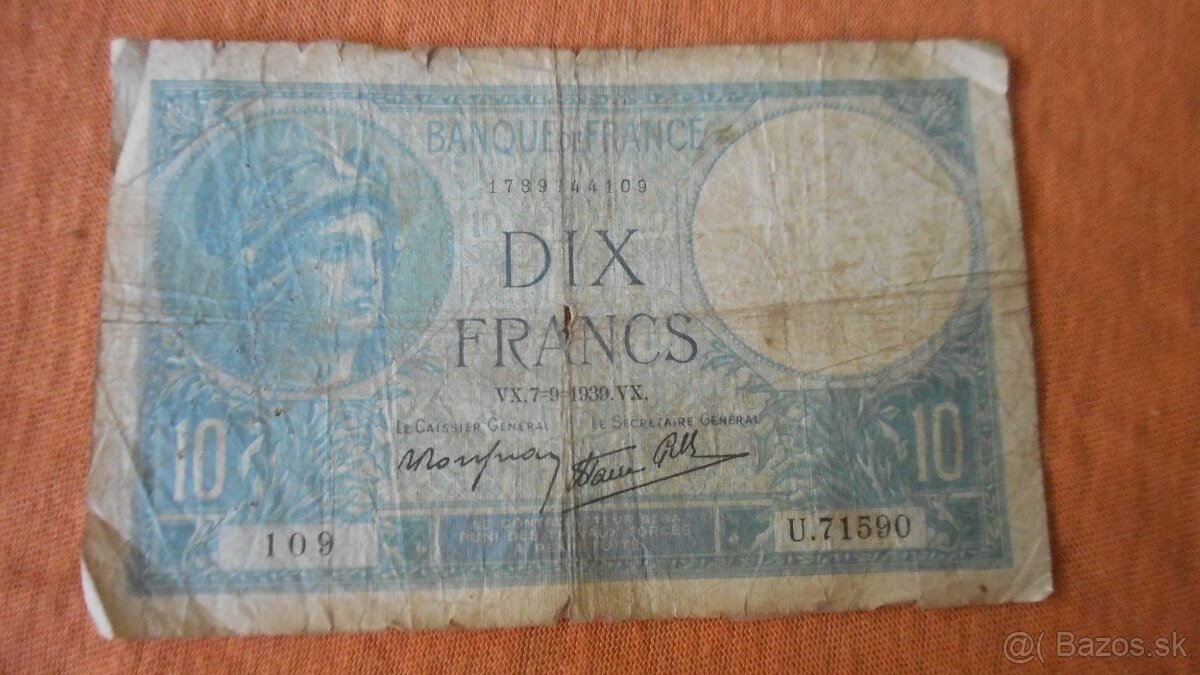 BANQUE DE FRANCE
1789744109
DIX
FRANCS
VX.7=9=1939.VX.
LE CAISSIER GÉNÉRAL LE SECRÉTAIRE GÉNÉRAL
10 10
109 U.71590
@( Bazos.sk